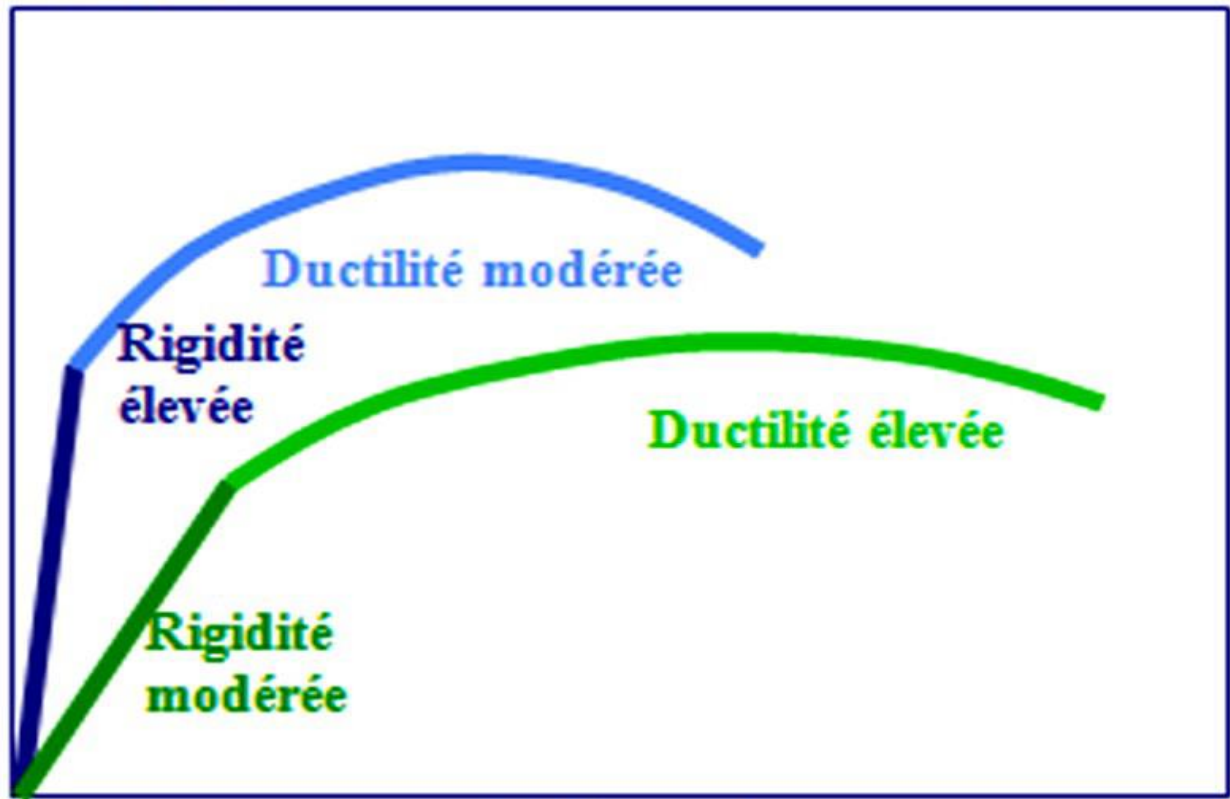 Ductilité modérée
Rigidité
élevée
Ductilité élevée
Rigidité
modérée